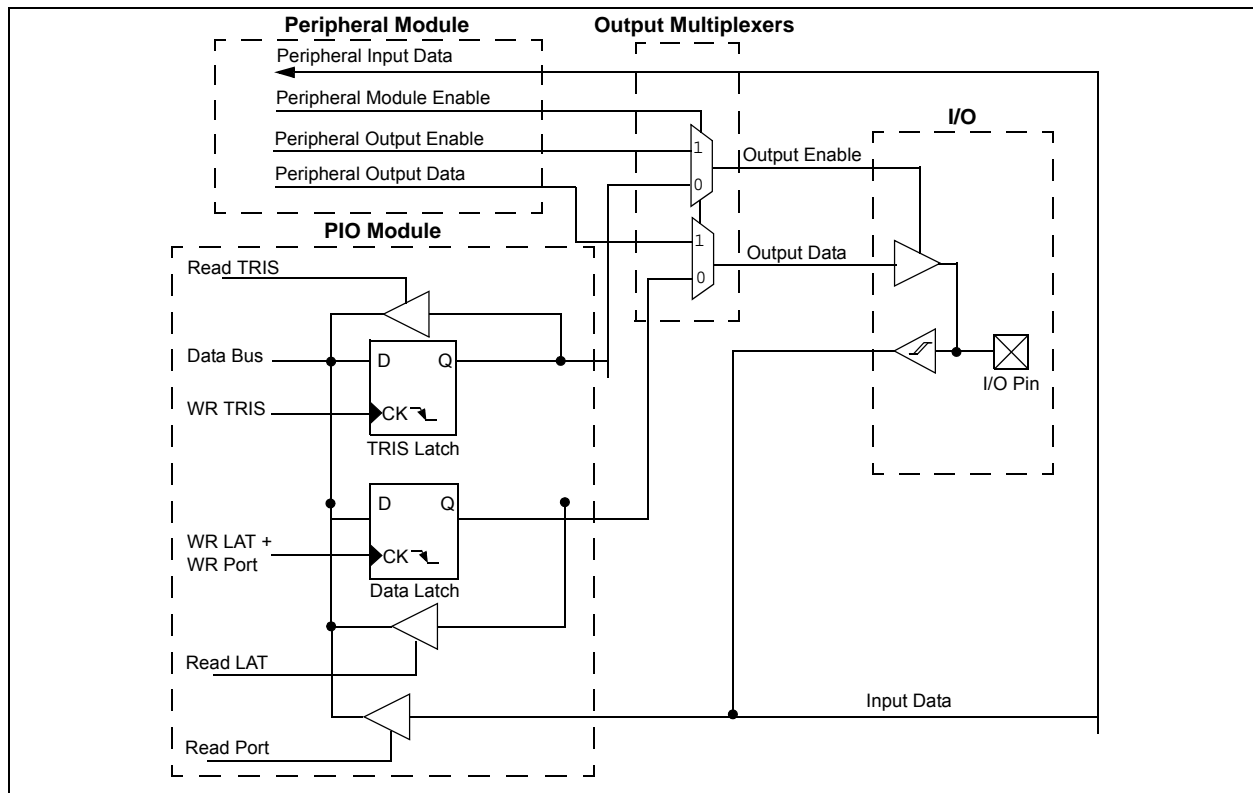 Peripheral Module
Output Multiplexers
Peripheral Input Data
Peripheral Module Enable
Peripheral Output Enable
Peripheral Output Data
1
0
1
0
Output Enable
Output Data
I/O
I/O Pin
PIO Module
Read TRIS
Data Bus
D
Q
WR TRIS
CK
TRIS Latch
D
Q
WR LAT +
WR Port
CK
Data Latch
Read LAT
Input Data
Read Port